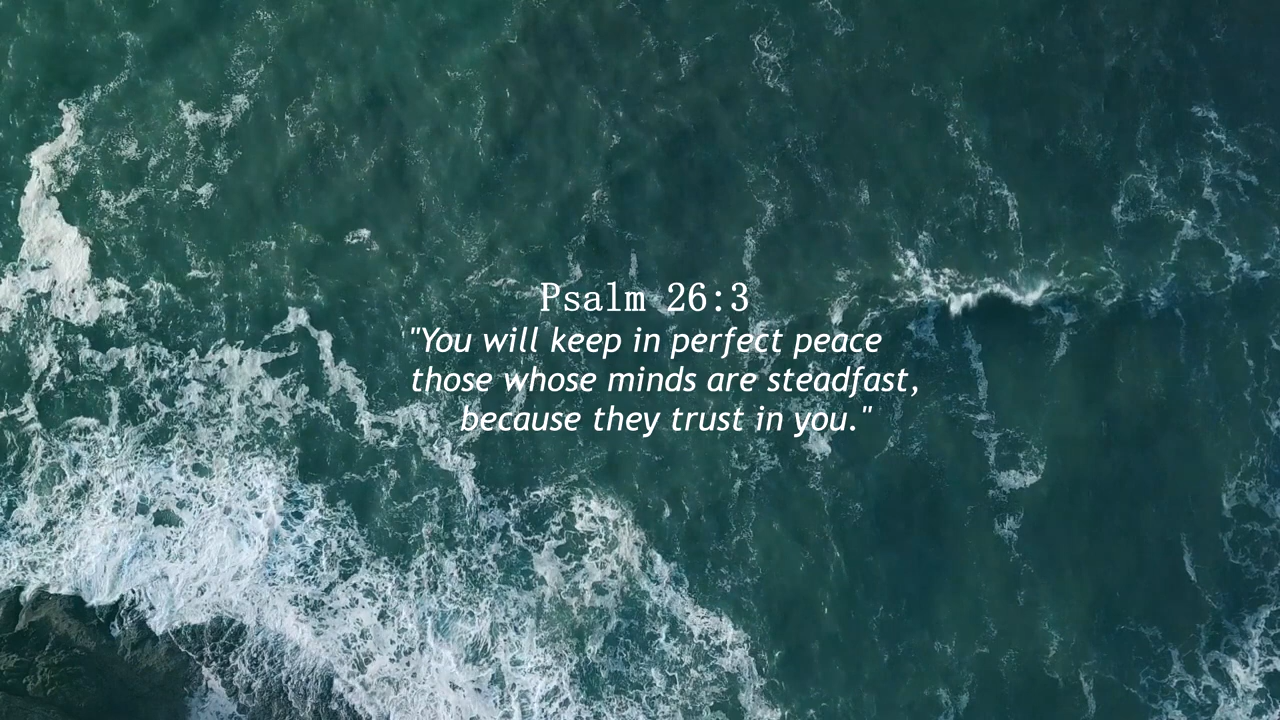 Psalm 26:3
"You will keep in perfect peace
those whose minds are steadfast,
because they trust in you."